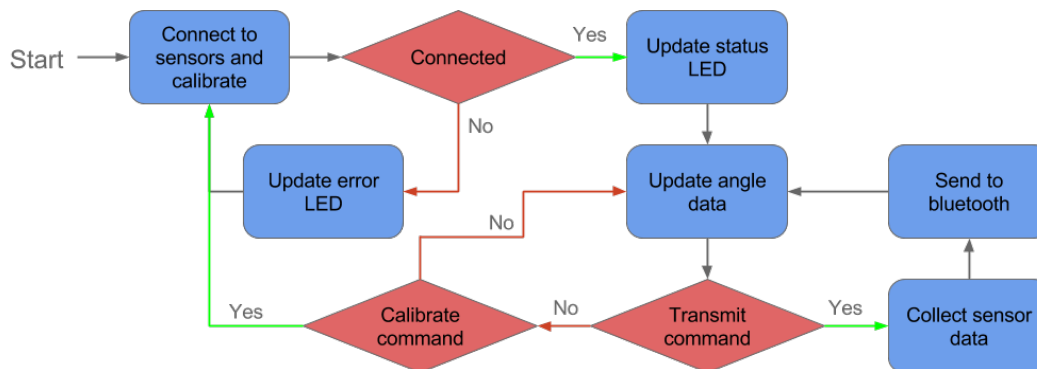 Start
Connect to
sensors and
calibrate
Connected
Yes
Update status
LED
No
Update error
LED
Update angle
data
Send to
bluetooth
No
Yes
Calibrate
command
No
Transmit
command
Yes
Collect sensor
data